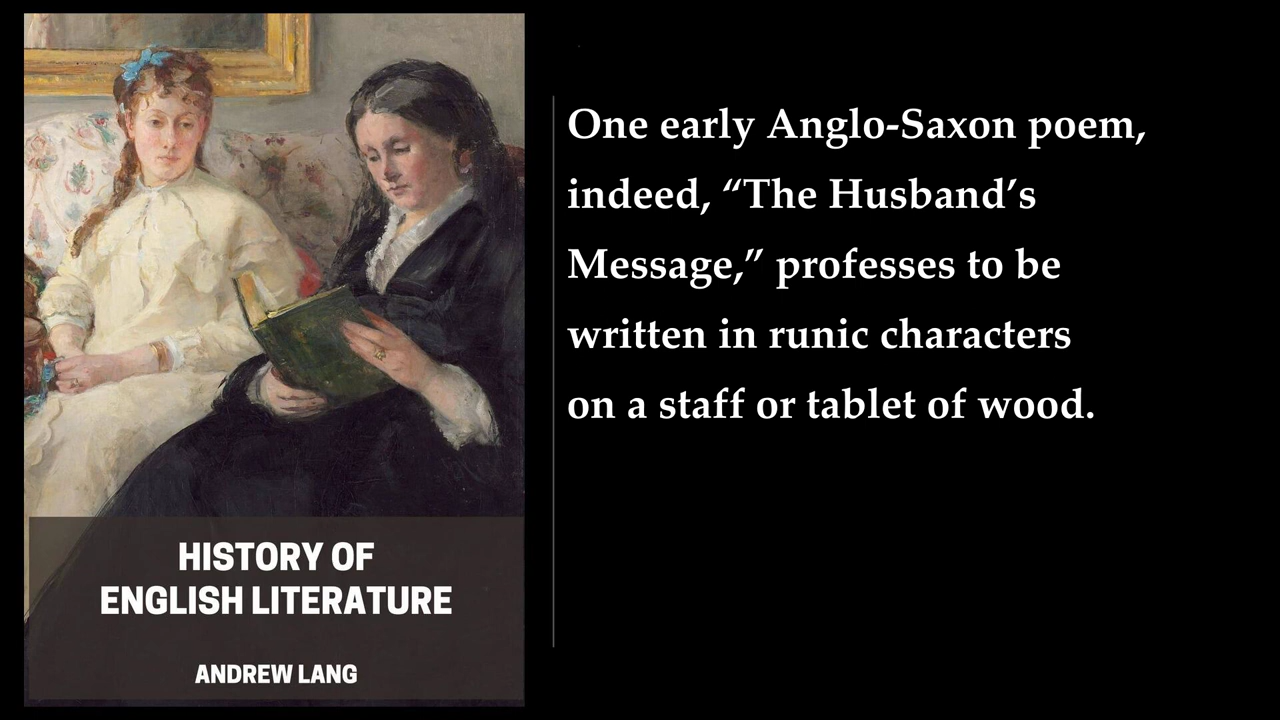 HISTORY OF
ENGLISH LITERATURE
ANDREW LANG
One early Anglo-Saxon poem,
indeed, “The Husband’s
Message,” professes to be
written in runic characters
on a staff or tablet of wood.